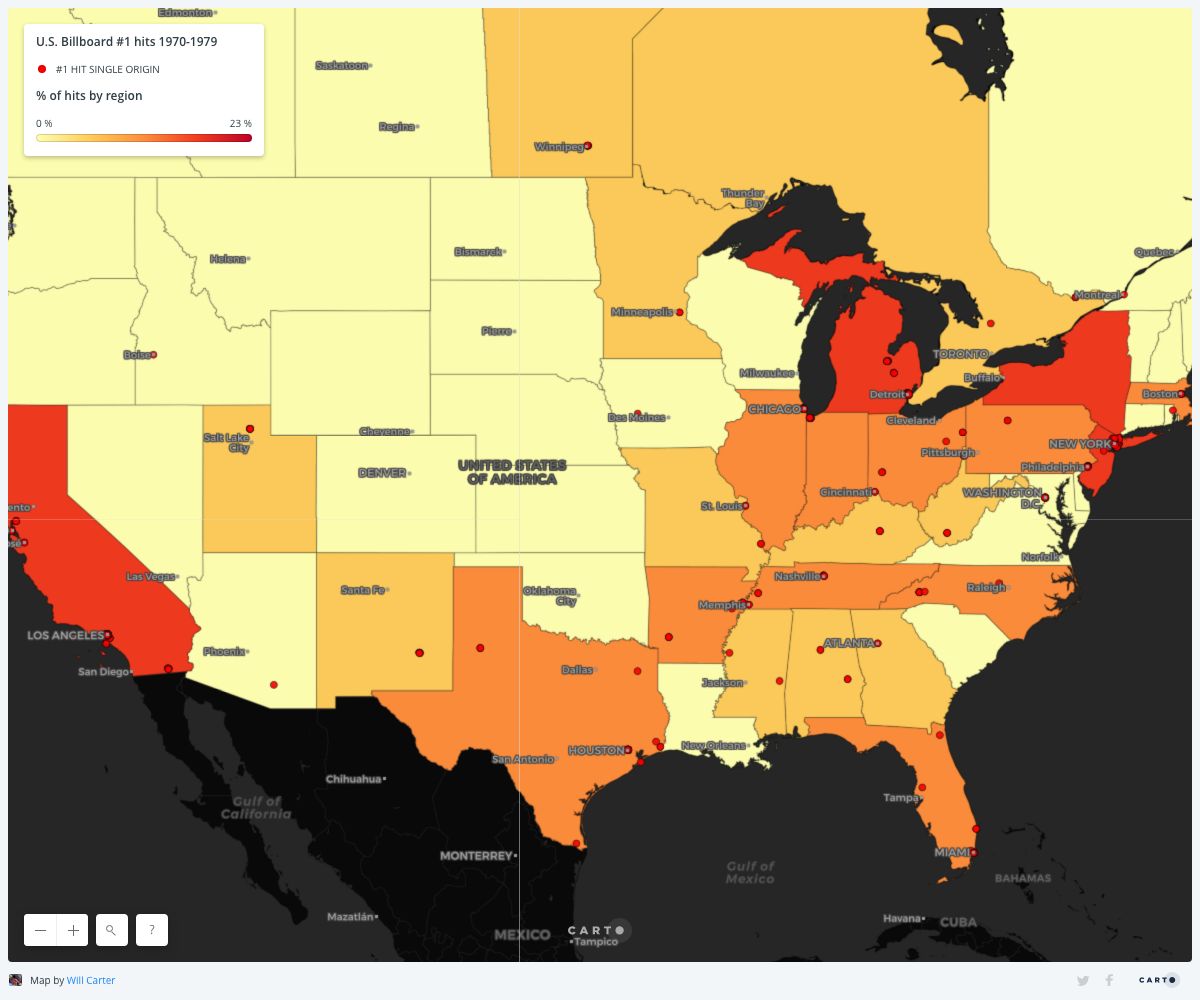 Edmonton
U.S. Billboard #1 hits 1970-1979
#1 HIT SINGLE ORIGIN
% of hits by region
0 %
23 %
Saskatoon
Regina
Winnipeg
Thunder
Bay
Helena
Bismarck
Quebec
Montreal
Minneapolis
Pierre
Boise
TORONTO
Milwaukee
Buffalo
Detroit
Boston
CHICAGO
Des Moines
Cleveland
Cheyenne
Salt Lake
City
NEW YORK
Pittsburgh
DENVER
UNITED STATES
OF AMERICA
Philadelphia
Cincinnati
WASHINGTON
D.C.
ento
St. Louis
osé
Norfolk
Las Vegas
Nashville
Santa Fe
Oklahoma
City
Raleigh
Memphis
LOS ANGELES
ATLANTA
Phoenix
San Diego
Dallas
Jackson
HOUSTON
New Orleans
San Antonio
Chihuahua
Tampa
Gulf of
California
MONTERREY
MIAMI
Gulf of
Mexico
BAHAMAS
Mazatlán
Havana
CUBA
MEXICO
CARTO
Tampico
?
Map by Will Carter
CARTO